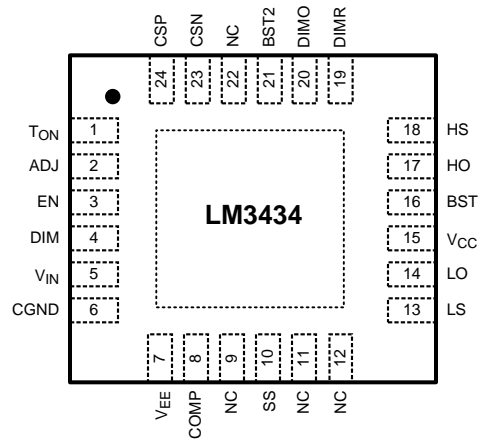 CSP
CSN
NC
BST2
DIMO
DIMR
24
23
22
21
20
19
TON 1
ADJ 2
EN 3
DIM 4
VIN 5
CGND 6
LM3434
18 HS
17 HO
16 BST
15 VCC
14 LO
13 LS
7
8
9
10
11
12
VEE
COMP
NC
SS
NC
NC